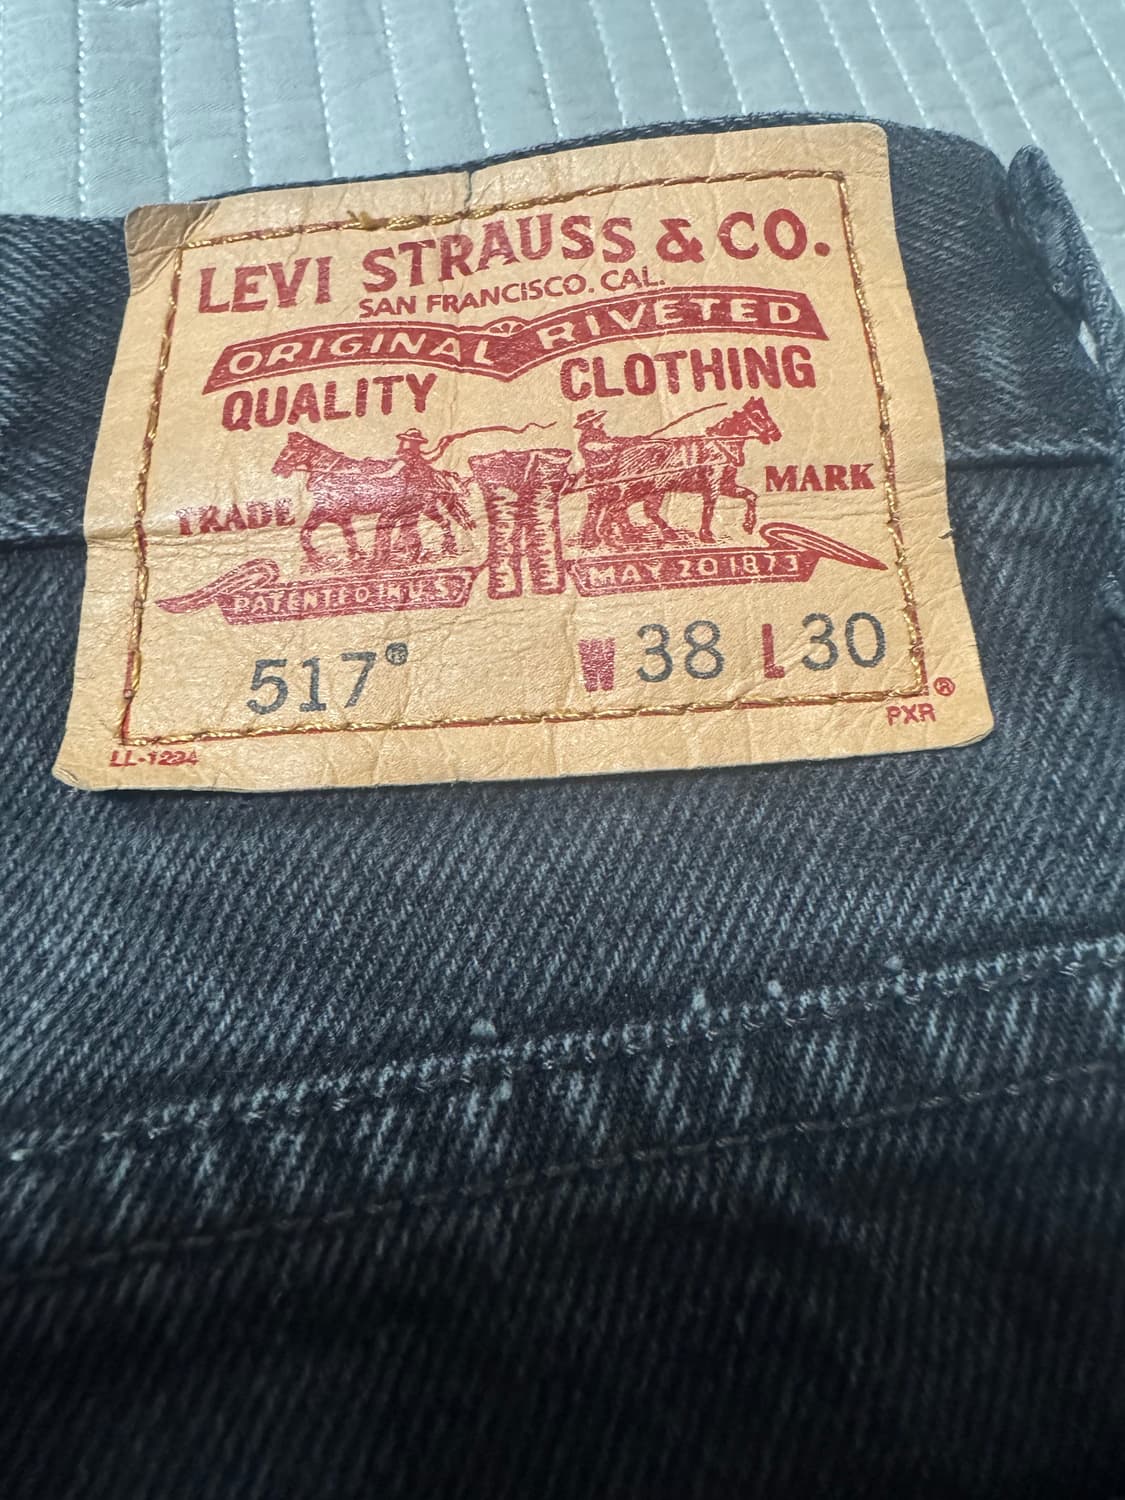 LEVI STRAUSS & CO.
SAN FRANCISCO. CAL.
ORIGINAL RIVETED
QUALITY CLOTHING
TRADE MARK
PATENTED IN U.S. MAY 20 1873
517® W 38 L 30
®
LL-1234 PXR